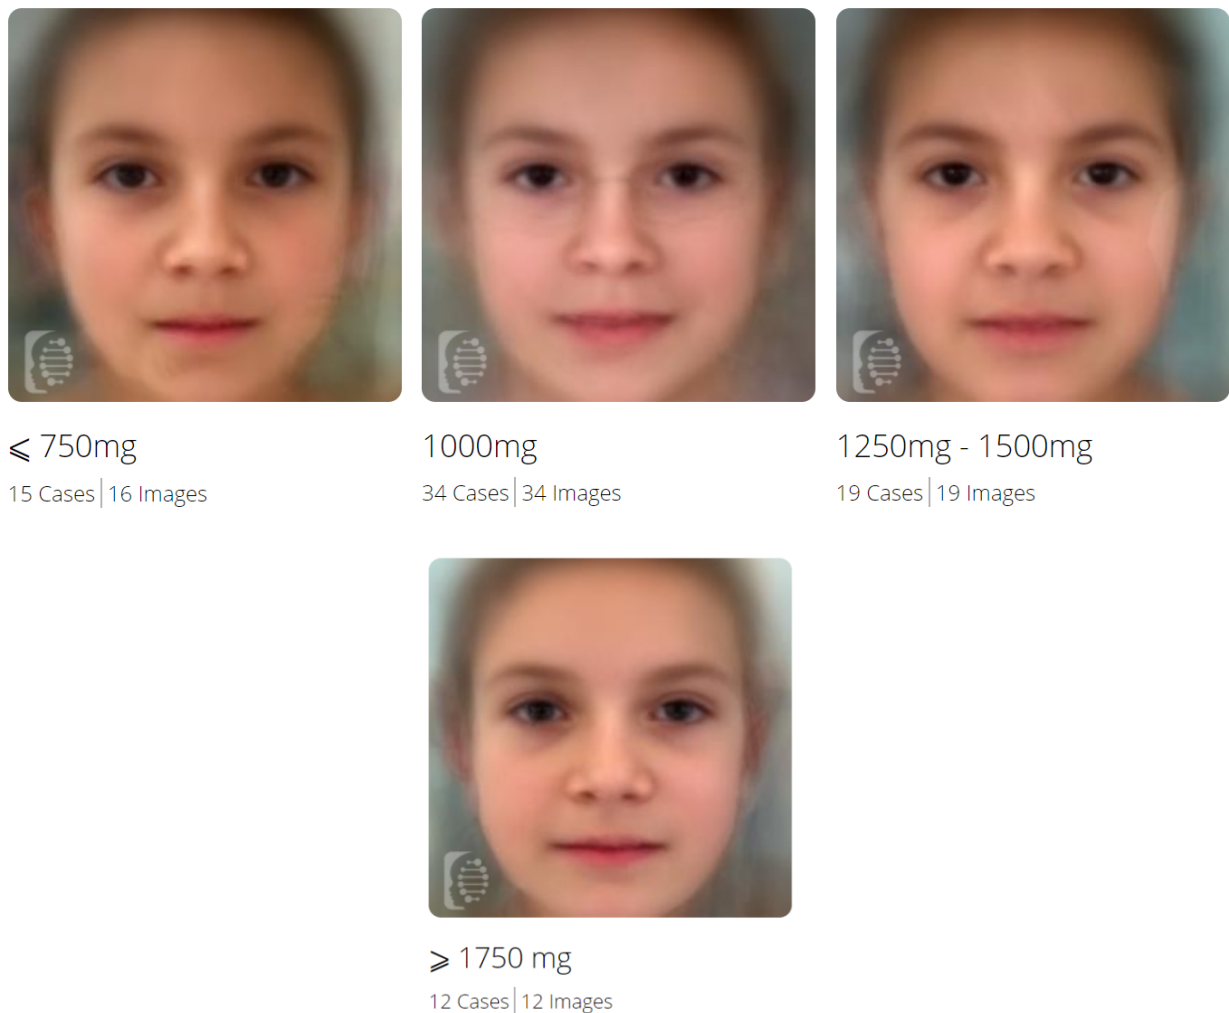 ⩽ 750mg
15 Cases | 16 Images
1000mg
34 Cases | 34 Images
1250mg - 1500mg
19 Cases | 19 Images
⩾ 1750 mg
12 Cases | 12 Images